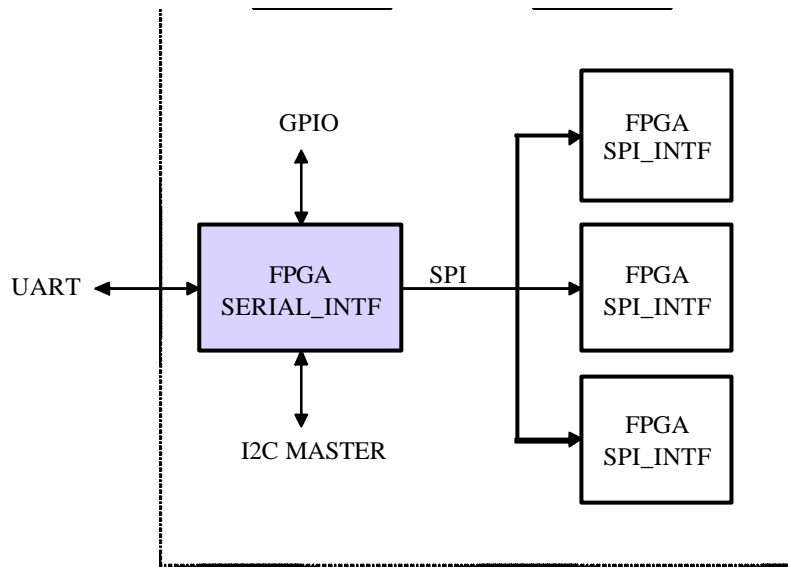 GPIO
FPGA
SPI_INTF
UART
FPGA
SERIAL_INTF
SPI
FPGA
SPI_INTF
I2C MASTER
FPGA
SPI_INTF